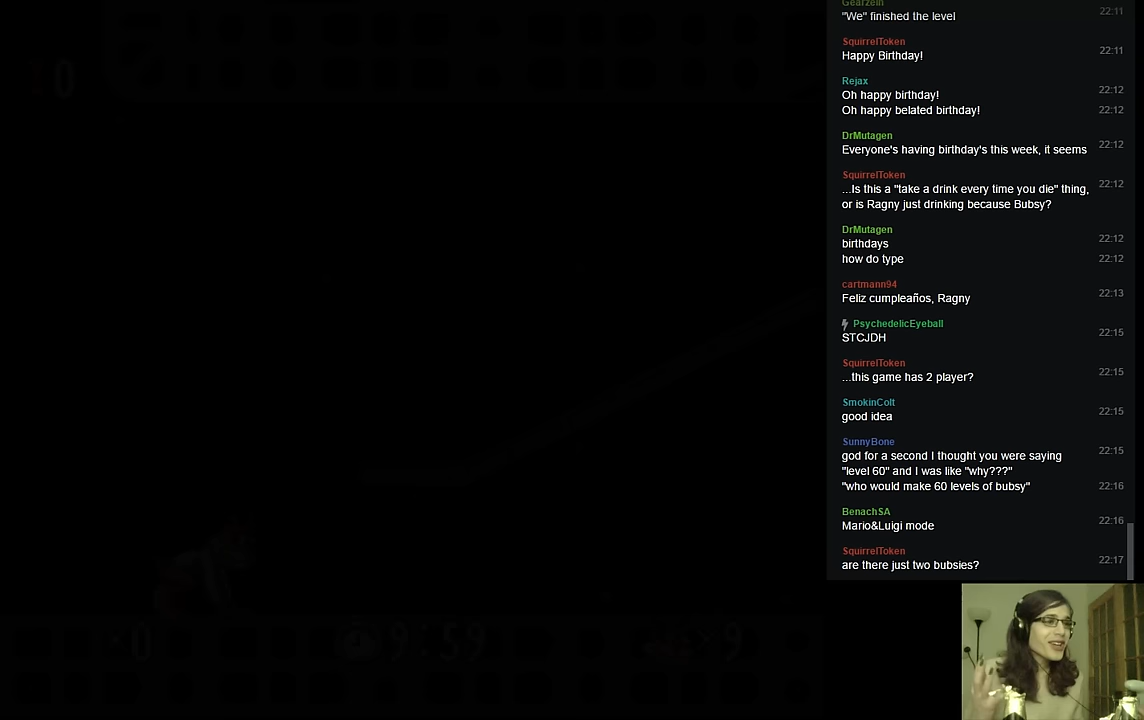 Gearzein
"We" finished the level
22:11
SquirrelToken
Happy Birthday!
22:11
Rejax
Oh happy birthday!
22:12
Oh happy belated birthday!
22:12
DrMutagen
Everyone's having birthday's this week, it seems
22:12
SquirrelToken
...Is this a "take a drink every time you die" thing,
or is Ragny just drinking because Bubsy?
22:12
DrMutagen
birthdays
22:12
how do type
22:12
cartmann94
Feliz cumpleaños, Ragny
22:13
PsychedelicEyeball
STCJDH
22:15
SquirrelToken
...this game has 2 player?
22:15
SmokinColt
good idea
22:15
SunnyBone
god for a second I thought you were saying
"level 60" and I was like "why???"
22:15
"who would make 60 levels of bubsy"
22:16
BenachSA
Mario&Luigi mode
22:16
SquirrelToken
are there just two bubsies?
22:17
0
0
9:59
9